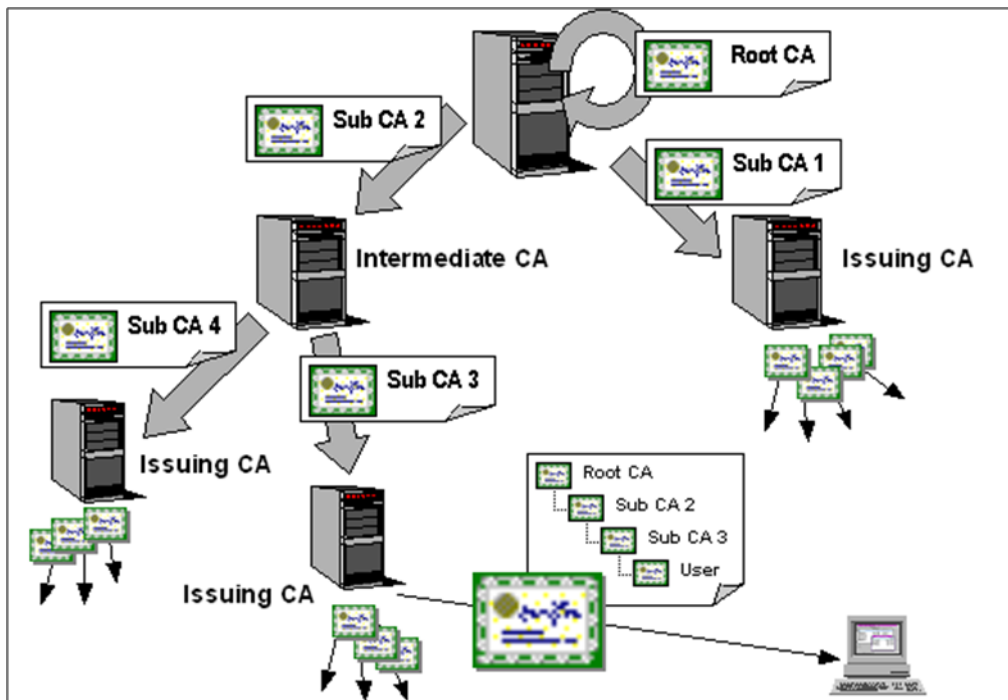 Root CA
Sub CA 2
Sub CA 1
Intermediate CA
Issuing CA
Sub CA 4
Sub CA 3
Issuing CA
Root CA
Sub CA 2
Sub CA 3
User
Issuing CA